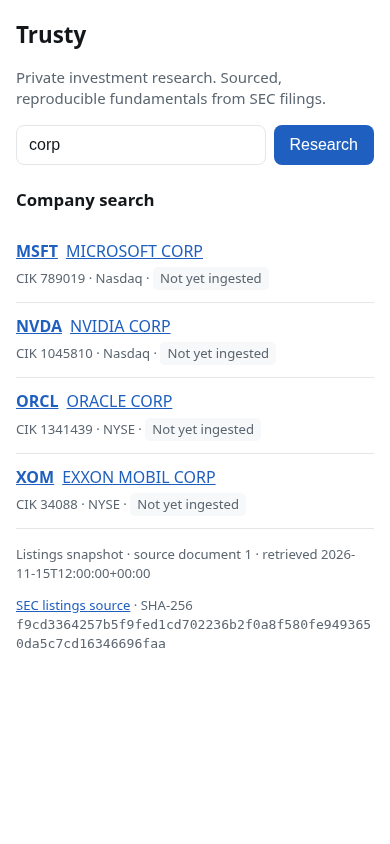 Trusty
Private investment research. Sourced,
reproducible fundamentals from SEC filings.
corp
Research
Company search
MSFT MICROSOFT CORP
CIK 789019 · Nasdaq · Not yet ingested
NVDA NVIDIA CORP
CIK 1045810 · Nasdaq · Not yet ingested
ORCL ORACLE CORP
CIK 1341439 · NYSE · Not yet ingested
XOM EXXON MOBIL CORP
CIK 34088 · NYSE · Not yet ingested
Listings snapshot · source document 1 · retrieved 2026-
11-15T12:00:00+00:00
SEC listings source · SHA-256
f9cd3364257b5f9fed1cd702236b2f0a8f580fe949365
0da5c7cd16346696faa